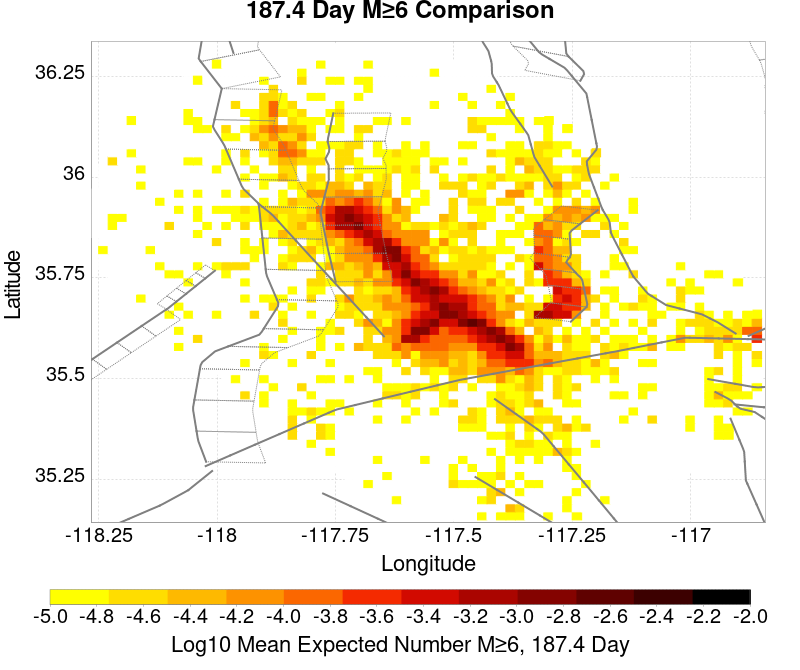 187.4 Day M≥6 Comparison
36.25
36
35.75
35.5
35.25
Latitude
-118.25 -118 -117.75 -117.5 -117.25 -117
Longitude
-5.0 -4.8 -4.6 -4.4 -4.2 -4.0 -3.8 -3.6 -3.4 -3.2 -3.0 -2.8 -2.6 -2.4 -2.2 -2.0
Log10 Mean Expected Number M≥6, 187.4 Day